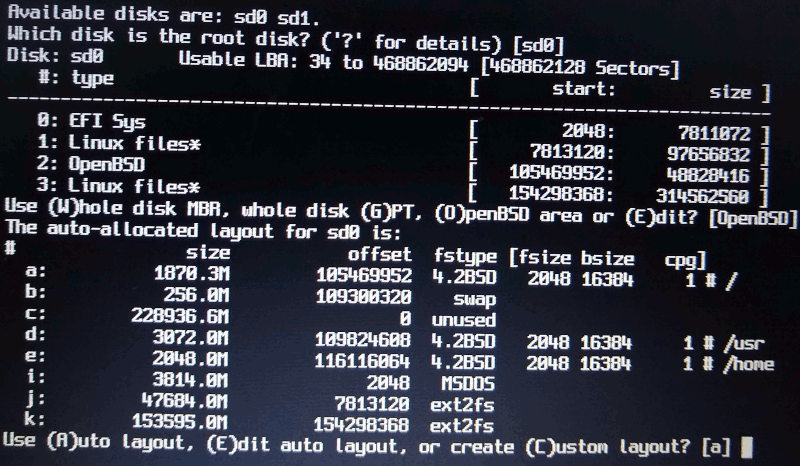 Available disks are: sd0 sd1.
Which disk is the root disk? ('?' for details) [sd0]
Disk: sd0       Usable LBA: 34 to 468862094 [468862128 Sectors]
   #: type                                 [       start:         size ]
------------------------------------------------------------------------
   0: EFI Sys                              [        2048:      7811072 ]
   1: Linux files*                         [     7813120:     97656832 ]
   2: OpenBSD                              [   105469952:     48828416 ]
   3: Linux files*                         [   154298368:    314562560 ]
Use (W)hole disk MBR, whole disk (G)PT, (O)penBSD area or (E)dit? [OpenBSD]
The auto-allocated layout for sd0 is:
#                size           offset  fstype [fsize bsize   cpg]
  a:          1870.3M        105469952  4.2BSD   2048 16384     1 # /
  b:           256.0M        109300320    swap
  c:        228936.6M                0  unused
  d:          3072.0M        109824608  4.2BSD   2048 16384     1 # /usr
  e:          2048.0M        116116064  4.2BSD   2048 16384     1 # /home
  i:          3814.0M             2048   MSDOS
  j:         47684.0M          7813120  ext2fs
  k:        153595.0M        154298368  ext2fs
Use (A)uto layout, (E)dit auto layout, or create (C)ustom layout? [a]